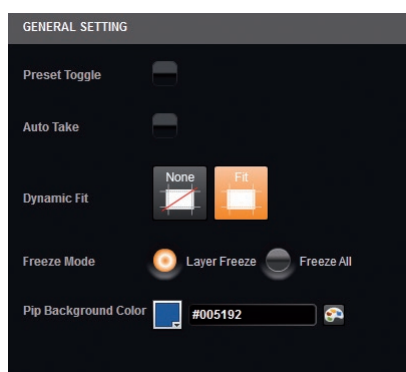 GENERAL SETTING
Preset Toggle
Auto Take
None Fit
Dynamic Fit
Freeze Mode Layer Freeze Freeze All
Pip Background Color #005192